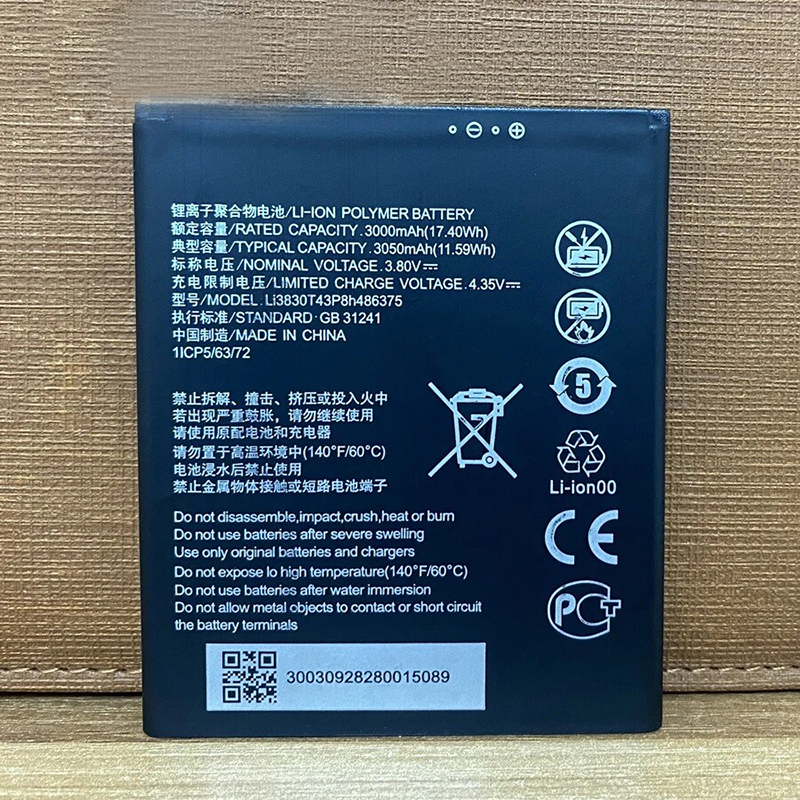 锂离子聚合物电池/LI-ION POLYMER BATTERY
额定容量/RATED CAPACITY.3000mAh(17.40Wh)
典型容量/TYPICAL CAPACITY.3050mAh(11.59Wh)
标称电压/NOMINAL VOLTAGE.3.80V⎓
充电限制电压/LIMITED CHARGE VOLTAGE.4.35V⎓
型号/MODEL.Li3830T43P8h486375
执行标准/STANDARD·GB 31241
中国制造/MADE IN CHINA
1ICP5/63/72
禁止拆解、撞击、挤压或投入火中
若出现严重鼓胀，请勿继续使用
请使用原配电池和充电器
请勿置于高温环境中(140°F/60°C)
电池浸水后禁止使用
禁止金属物体接触或短路电池端子
5
Li-ion00
CE
PCT
Do not disassemble,impact,crush,heat or burn
Do not use batteries after severe swelling
Use only original batteries and chargers
Do not expose lo high temperature(140°F/60°C)
Do not use batteries after water immersion
Do not allow metal objects to contact or short circuit
the battery terminals
30030928280015089